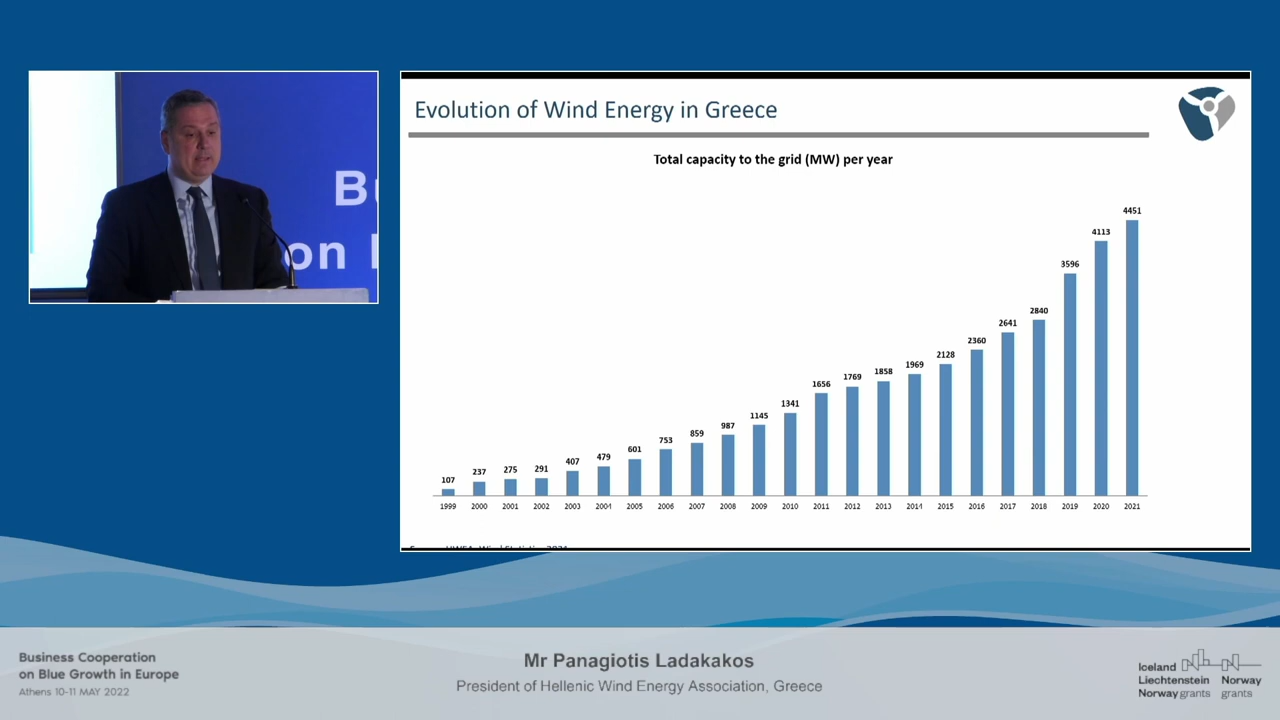 Bu
on
Evolution of Wind Energy in Greece
Total capacity to the grid (MW) per year
4451
4113
3596
2840
2641
2360
2128
1969
1858
1769
1656
1341
1145
987
859
753
601
479
407
291
275
237
107
1999 2000 2001 2002 2003 2004 2005 2006 2007 2008 2009 2010 2011 2012 2013 2014 2015 2016 2017 2018 2019 2020 2021
Business Cooperation
on Blue Growth in Europe
Athens 10-11 MAY 2022
Mr Panagiotis Ladakakos
President of Hellenic Wind Energy Association, Greece
Iceland
Liechtenstein Norway
Norway grants grants